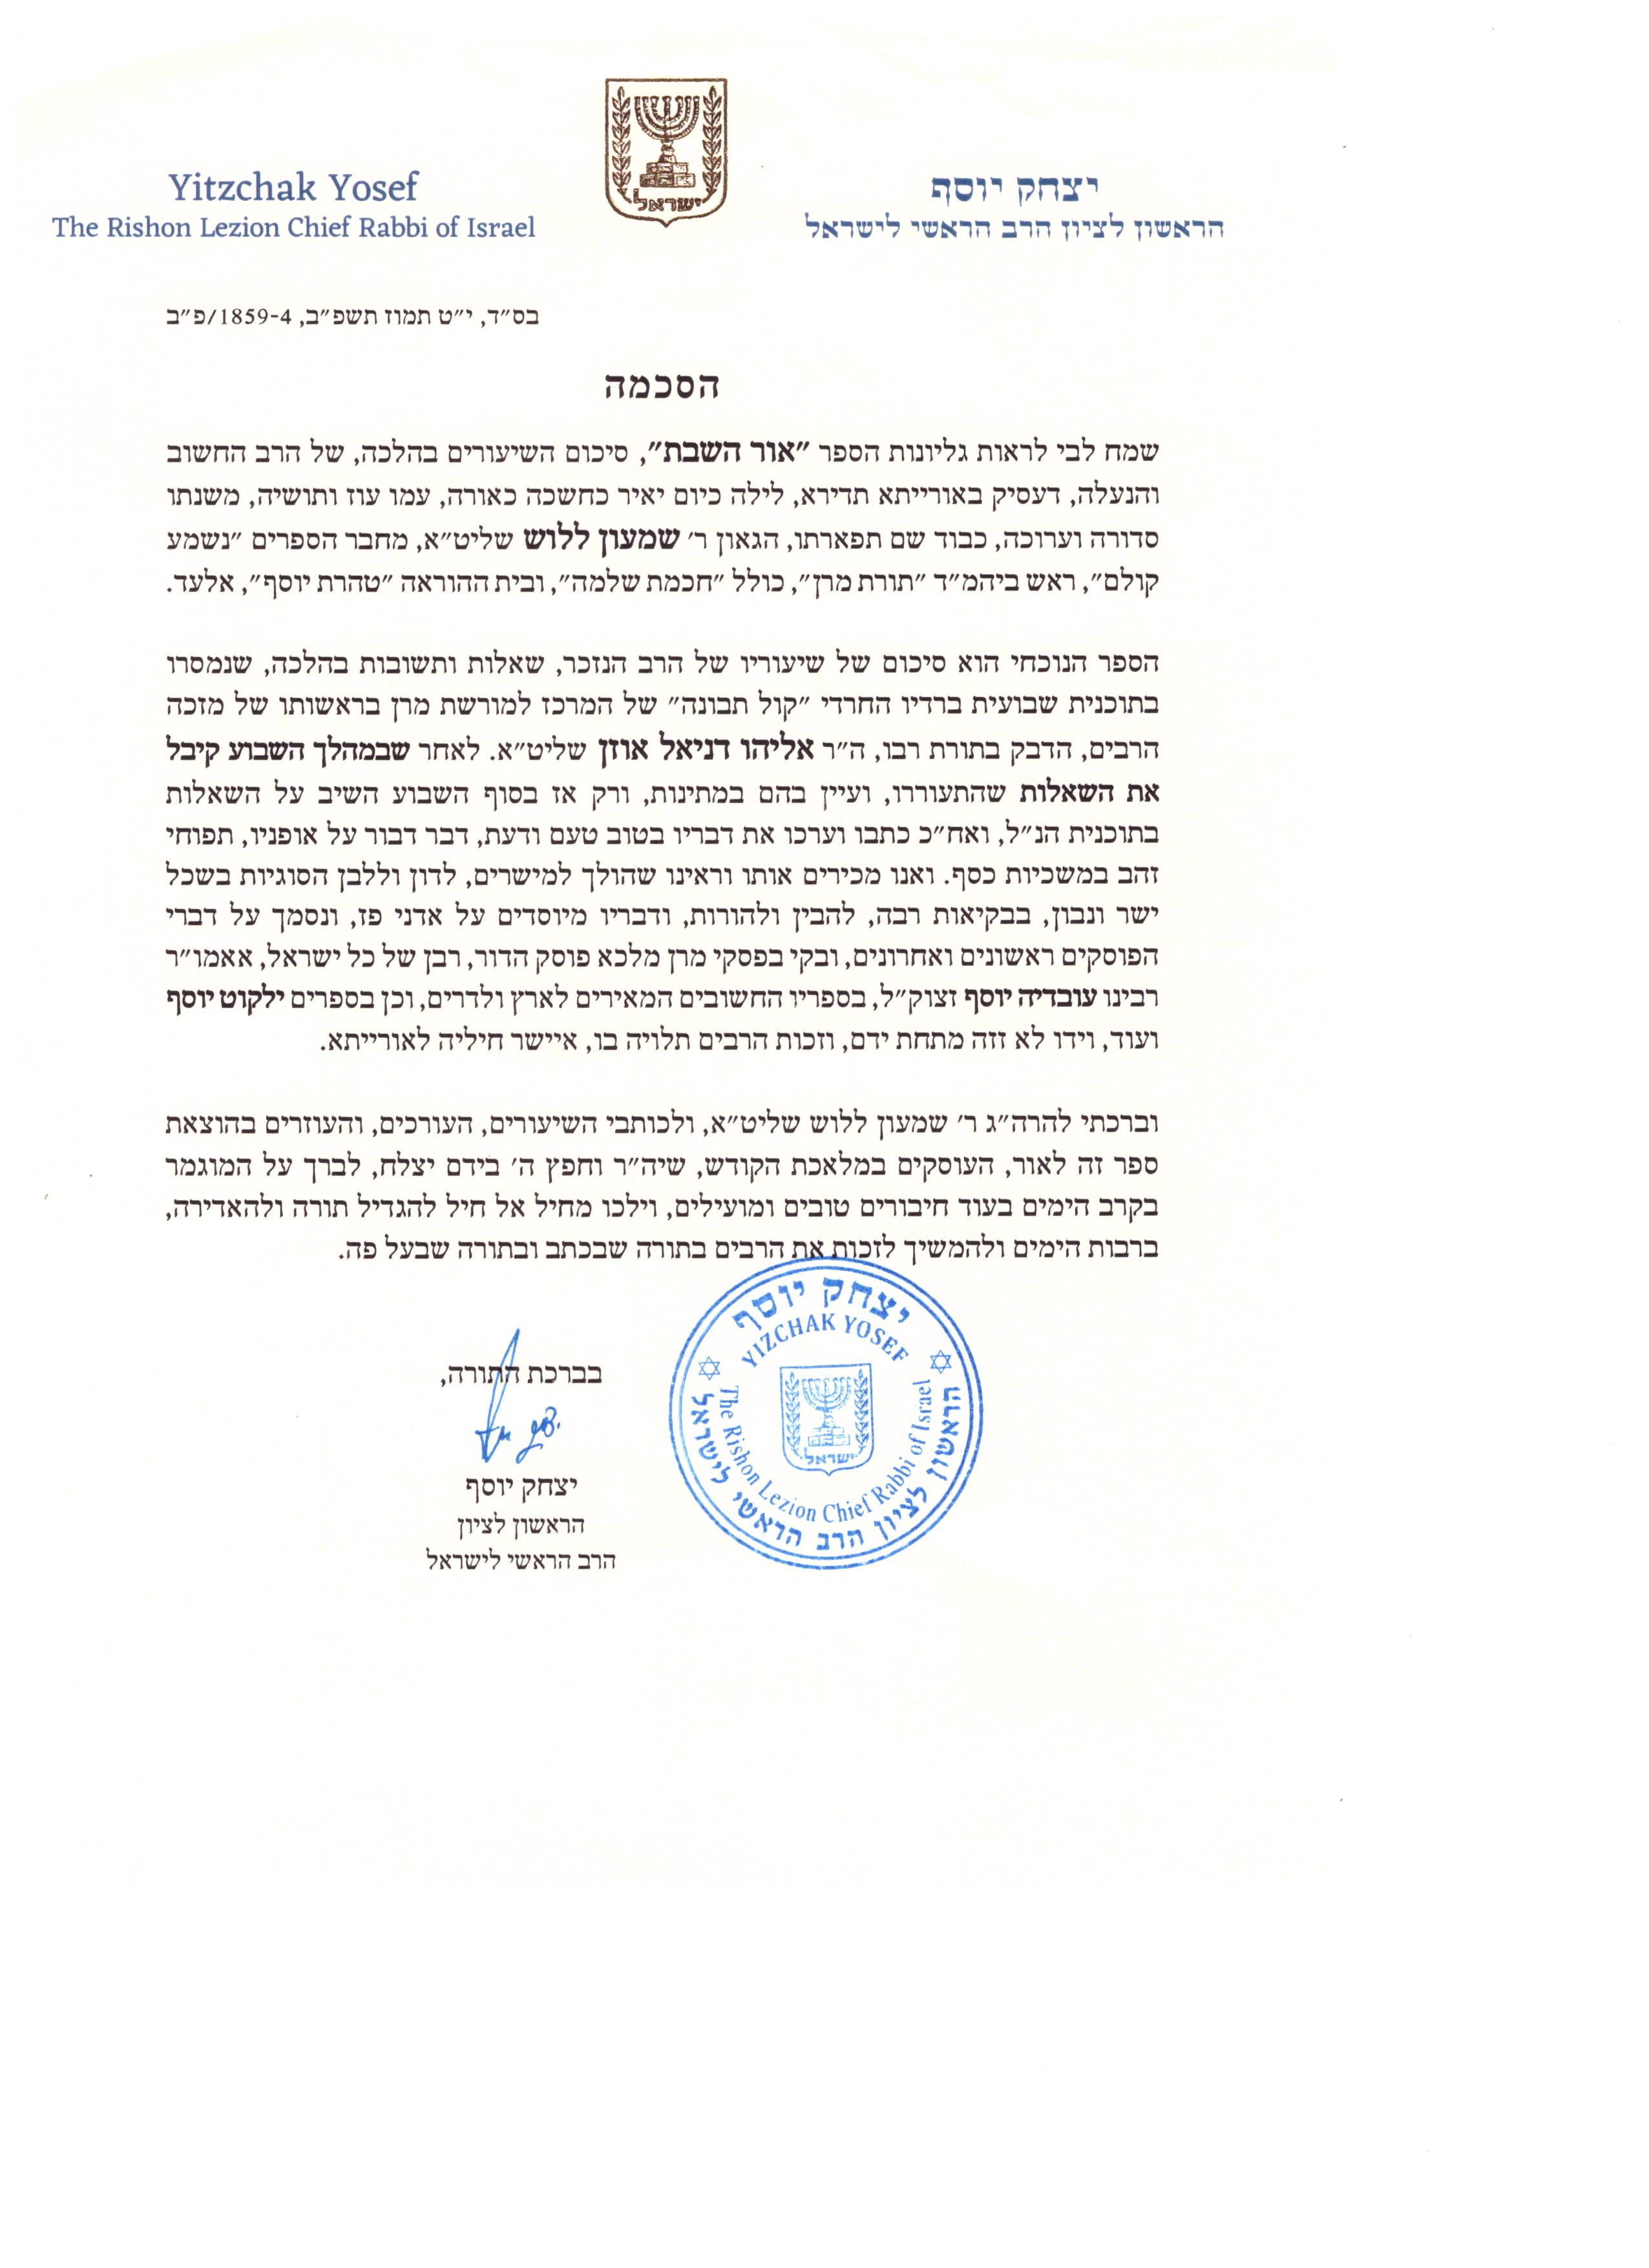 ישראל
Yitzchak Yosef
The Rishon Lezion Chief Rabbi of Israel
יצחק יוסף
הראשון לציון הרב הראשי לישראל
בס״ד, י״ט תמוז תשפ״ב, 1859-4/פ״ב
הסכמה
שמח לבי לראות גליונות הספר ״אור השבת״, סיכום השיעורים בהלכה, של הרב החשוב
והנעלה, דעסיק באורייתא תדירא, לילה כיום יאיר כחשכה כאורה, עמו עוז ותושיה, משנתו
סדורה וערוכה, כבוד שם תפארתו, הגאון ר׳ שמעון ללוש שליט״א, מחבר הספרים ״נשמע
קולם״, ראש ביהמ״ד ״תורת מרן״, כולל ״חכמת שלמה״, ובית ההוראה ״טהרת יוסף״, אלעד.
הספר הנוכחי הוא סיכום של שיעוריו של הרב הנזכר, שאלות ותשובות בהלכה, שנמסרו
בתוכנית שבועית ברדיו החרדי ״קול תבונה״ של המרכז למורשת מרן בראשותו של מזכה
הרבים, הדבק בתורת רבו, ה״ר אליהו דניאל אוזן שליט״א. לאחר שבמהלך השבוע קיבל
את השאלות שהתעוררו, ועיין בהם במתינות, ורק אז בסוף השבוע השיב על השאלות
בתוכנית הנ״ל, ואח״כ כתבו וערכו את דבריו בטוב טעם ודעת, דבר דבור על אופניו, תפוחי
זהב במשכיות כסף. ואנו מכירים אותו וראינו שהולך למישרים, לדון וללבן הסוגיות בשכל
ישר ונבון, בבקיאות רבה, להבין ולהורות, ודבריו מיוסדים על אדני פז, ונסמך על דברי
הפוסקים ראשונים ואחרונים, ובקי בפסקי מרן מלכא פוסק הדור, רבן של כל ישראל, אאמו״ר
רבינו עובדיה יוסף זצוק״ל, בספריו החשובים המאירים לארץ ולדרים, וכן בספרים ילקוט יוסף
ועוד, וידו לא זזה מתחת ידם, וזכות הרבים תלויה בו, איישר חיליה לאורייתא.
וברכתי להרה״ג ר׳ שמעון ללוש שליט״א, ולכותבי השיעורים, העורכים, והעוזרים בהוצאת
ספר זה לאור, העוסקים במלאכת הקודש, שיה״ר וחפץ ה׳ בידם יצלח, לברך על המוגמר
בקרב הימים בעוד חיבורים טובים ומועילים, וילכו מחיל אל חיל להגדיל תורה ולהאדירה,
ברבות הימים ולהמשיך לזכות את הרבים בתורה שבכתב ובתורה שבעל פה.
יצחק יוסף
YIZCHAK YOSEF
ישראל
The Rishon Lezion Chief Rabbi of Israel
הראשון לציון הרב הראשי לישראל
בברכת התורה,
יצחק יוסף
הראשון לציון
הרב הראשי לישראל